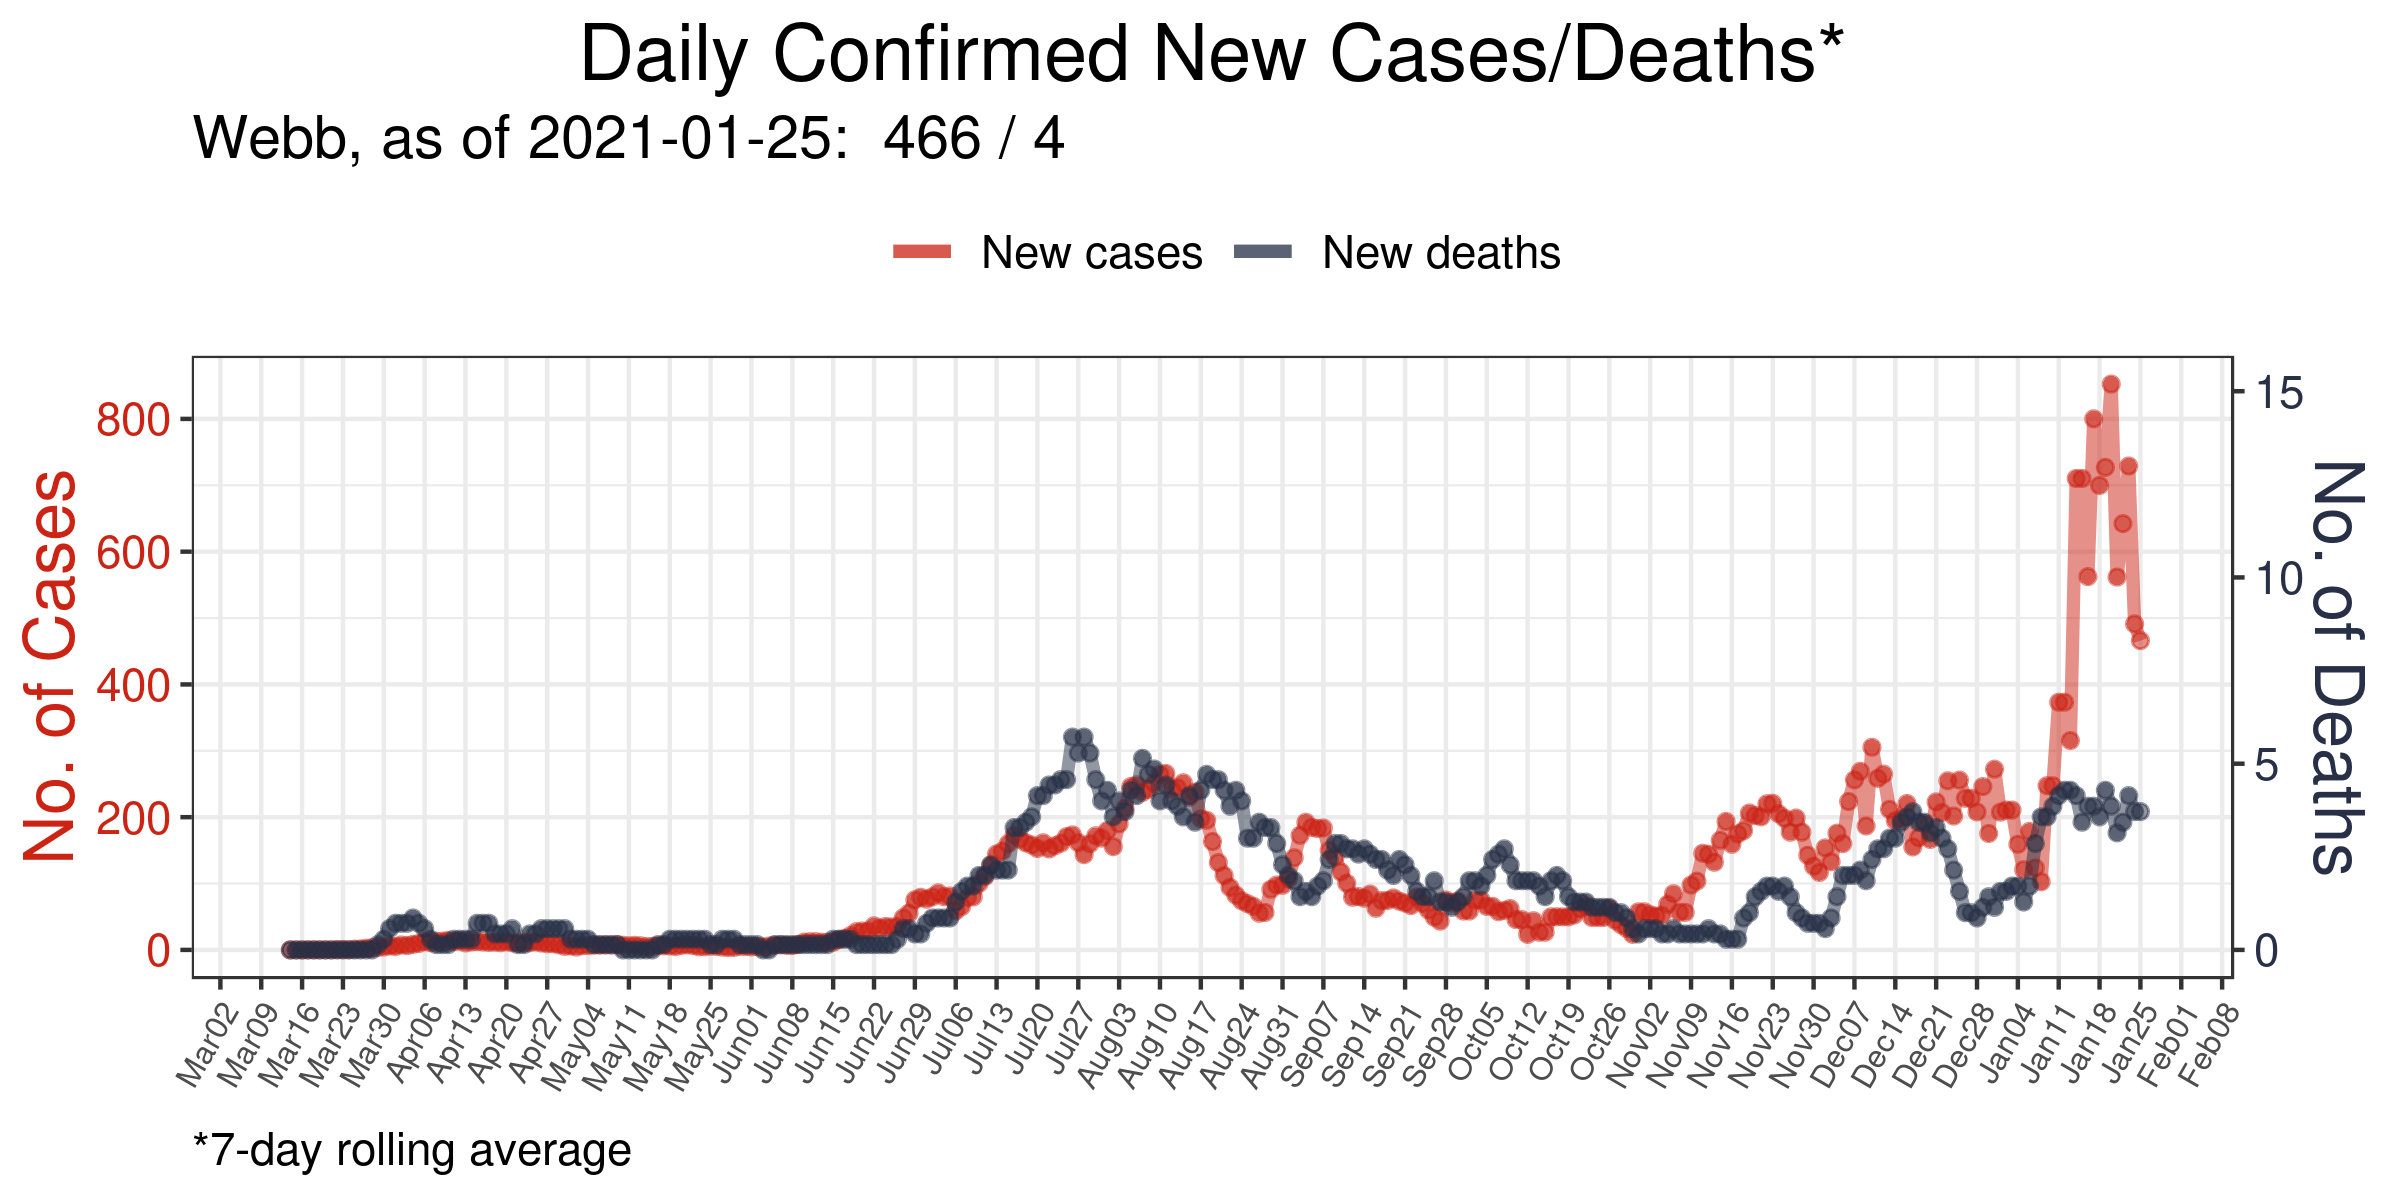 Daily Confirmed New Cases/Deaths*
Webb, as of 2021-01-25:  466 / 4
New cases
New deaths
No. of Cases
800
600
400
200
0
15
10
5
0
No. of Deaths
Mar02
Mar09
Mar16
Mar23
Mar30
Apr06
Apr13
Apr20
Apr27
May04
May11
May18
May25
Jun01
Jun08
Jun15
Jun22
Jun29
Jul06
Jul13
Jul20
Jul27
Aug03
Aug10
Aug17
Aug24
Aug31
Sep07
Sep14
Sep21
Sep28
Oct05
Oct12
Oct19
Oct26
Nov02
Nov09
Nov16
Nov23
Nov30
Dec07
Dec14
Dec21
Dec28
Jan04
Jan11
Jan18
Jan25
Feb01
Feb08
*7-day rolling average